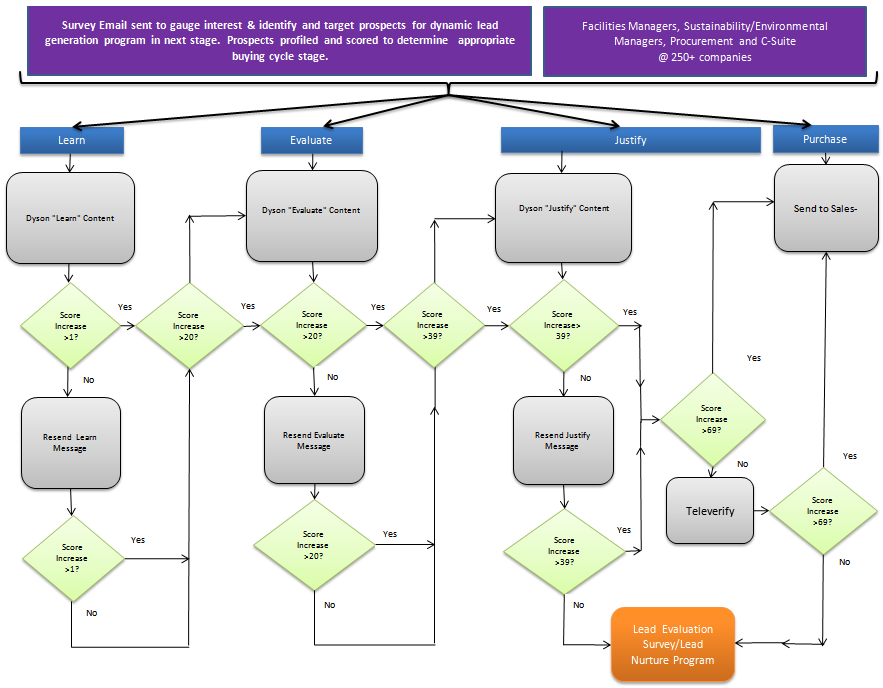 Survey Email sent to gauge interest & identify and target prospects for dynamic lead
generation program in next stage. Prospects profiled and scored to determine appropriate
buying cycle stage.
Facilities Managers, Sustainability/Environmental
Managers, Procurement and C-Suite
@ 250+ companies
Learn
Evaluate
Justify
Purchase
Dyson "Learn" Content
Dyson "Evaluate" Content
Dyson "Justify" Content
Send to Sales-
Score
Increase
>1?
Yes
Score
Increase
>20?
Yes
Score
Increase
>20?
Yes
Score
Increase
>39?
Yes
Score
Increase>
39?
Yes
No
No
No
Yes
Resend Learn
Message
Resend Evaluate
Message
Resend Justify
Message
Score
Increase
>69?
No
Yes
Televerify
Score
Increase
>69?
No
Score
Increase
>1?
Yes
No
Score
Increase
>20?
Yes
No
Score
Increase
>39?
Yes
No
Lead Evaluation
Survey/Lead
Nurture Program